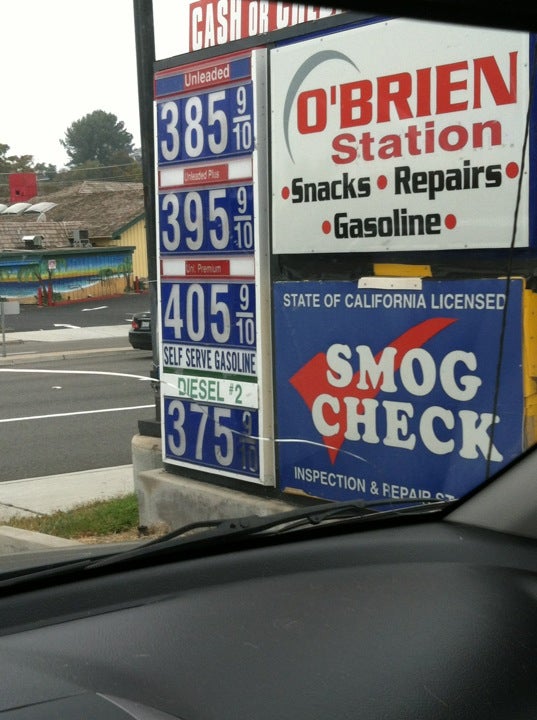 CASH OR
Unleaded
385 9/10
Unleaded Plus
395 9/10
Unl. Premium
405 9/10
SELF SERVE GASOLINE
DIESEL #2
375 9/10
O'BRIEN
Station
•Snacks • Repairs•
•Gasoline•
STATE OF CALIFORNIA LICENSED
SMOG
CHECK
INSPECTION & REPAIR ST